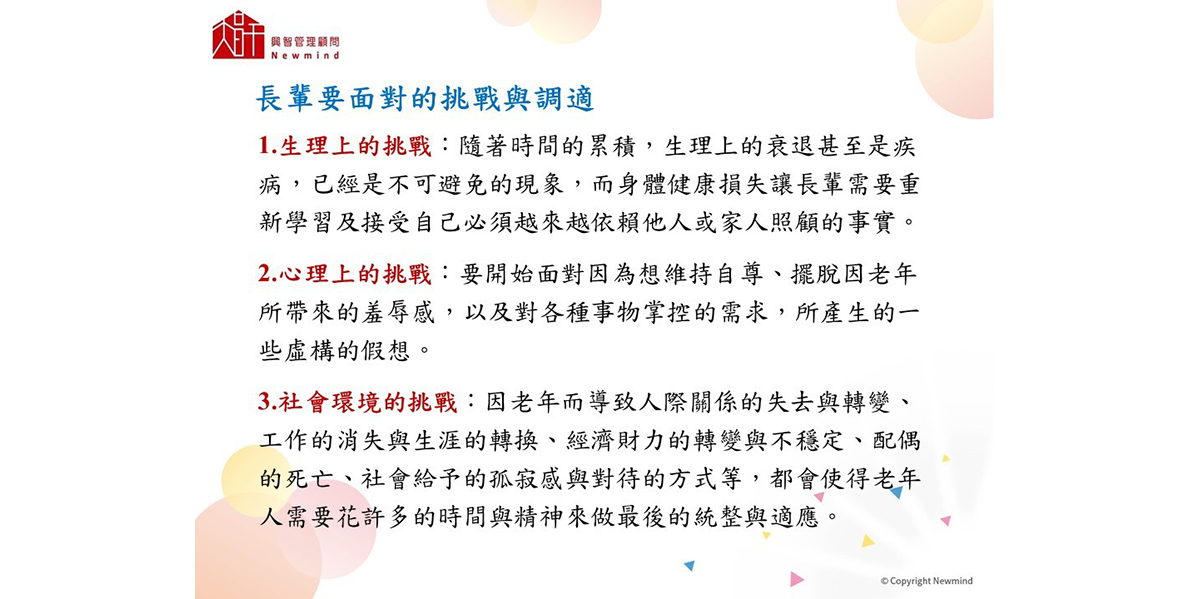 興智管理顧問
Newmind
長輩要面對的挑戰與調適
1.生理上的挑戰：隨著時間的累積，生理上的衰退甚至是疾
病，已經是不可避免的現象，而身體健康損失讓長輩需要重
新學習及接受自己必須越來越依賴他人或家人照顧的事實。
2.心理上的挑戰：要開始面對因為想維持自尊、擺脫因老年
所帶來的羞辱感，以及對各種事物掌控的需求，所產生的一
些虛構的假想。
3.社會環境的挑戰：因老年而導致人際關係的失去與轉變、
工作的消失與生涯的轉換、經濟財力的轉變與不穩定、配偶
的死亡、社會給予的孤寂感與對待的方式等，都會使得老年
人需要花許多的時間與精神來做最後的統整與適應。
© Copyright Newmind